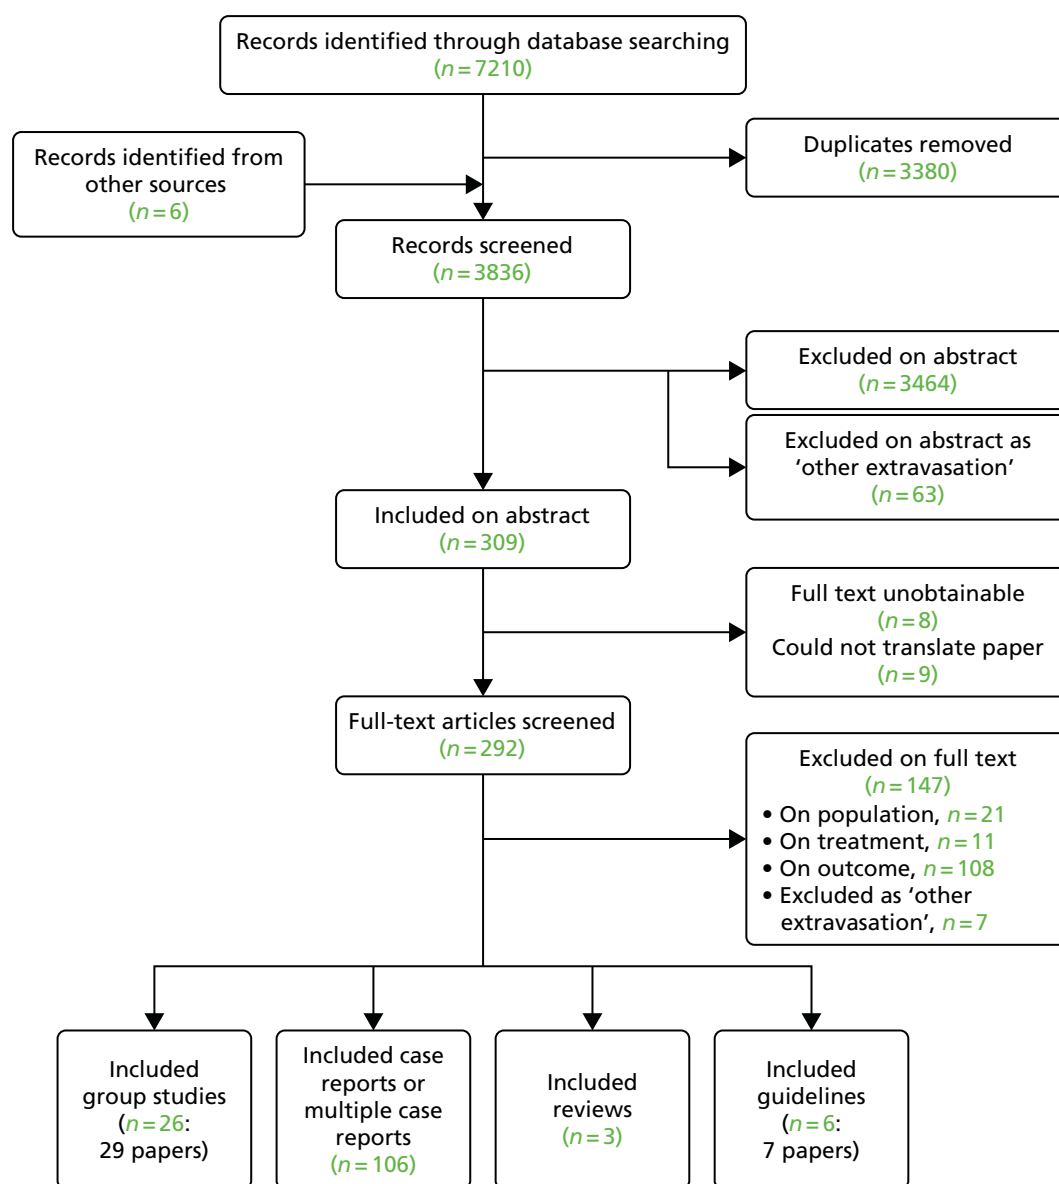 Records identified through database searching
(n=7210)
Records identified from
other sources
(n=6)
Duplicates removed
(n=3380)
Records screened
(n=3836)
Excluded on abstract
(n=3464)
Excluded on abstract as
‘other extravasation’
(n=63)
Included on abstract
(n=309)
Full text unobtainable
(n=8)
Could not translate paper
(n=9)
Full-text articles screened
(n=292)
Excluded on full text
(n=147)
• On population, n=21
• On treatment, n=11
• On outcome, n=108
• Excluded as ‘other
extravasation’, n=7
Included
group studies
(n=26:
29 papers)
Included case
reports or
multiple case
reports
(n=106)
Included
reviews
(n=3)
Included
guidelines
(n=6:
7 papers)